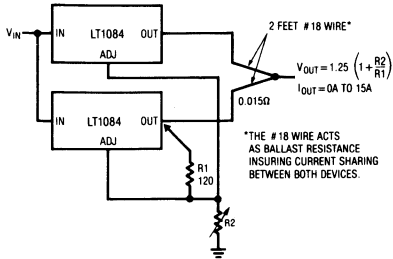 2 FEET #18 WIRE*
VIN
IN LT1084 OUT
ADJ
VOUT = 1.25 (1 + R2/R1)
IOUT = 0A TO 15A
0.015Ω
IN LT1084 OUT
ADJ
*THE #18 WIRE ACTS
AS BALLAST RESISTANCE
INSURING CURRENT SHARING
BETWEEN BOTH DEVICES.
R1
120
R2